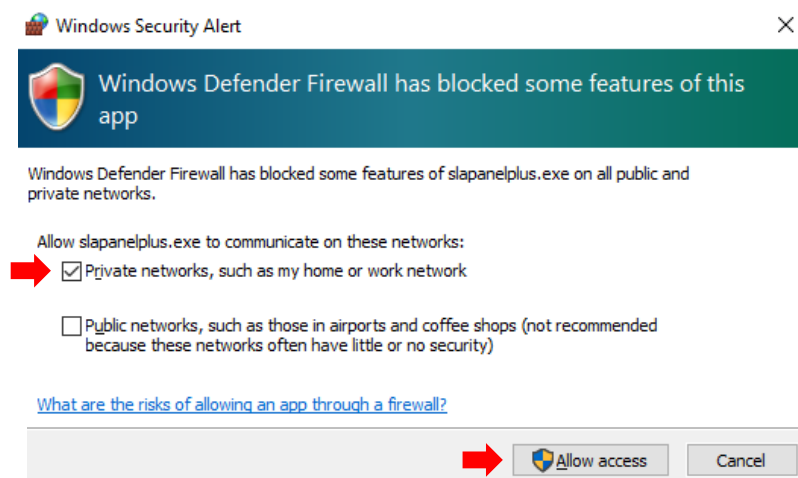 Windows Security Alert
Windows Defender Firewall has blocked some features of this
app
Windows Defender Firewall has blocked some features of slapanelplus.exe on all public and
private networks.
Allow slapanelplus.exe to communicate on these networks:
Private networks, such as my home or work network
Public networks, such as those in airports and coffee shops (not recommended
because these networks often have little or no security)
What are the risks of allowing an app through a firewall?
Allow access Cancel